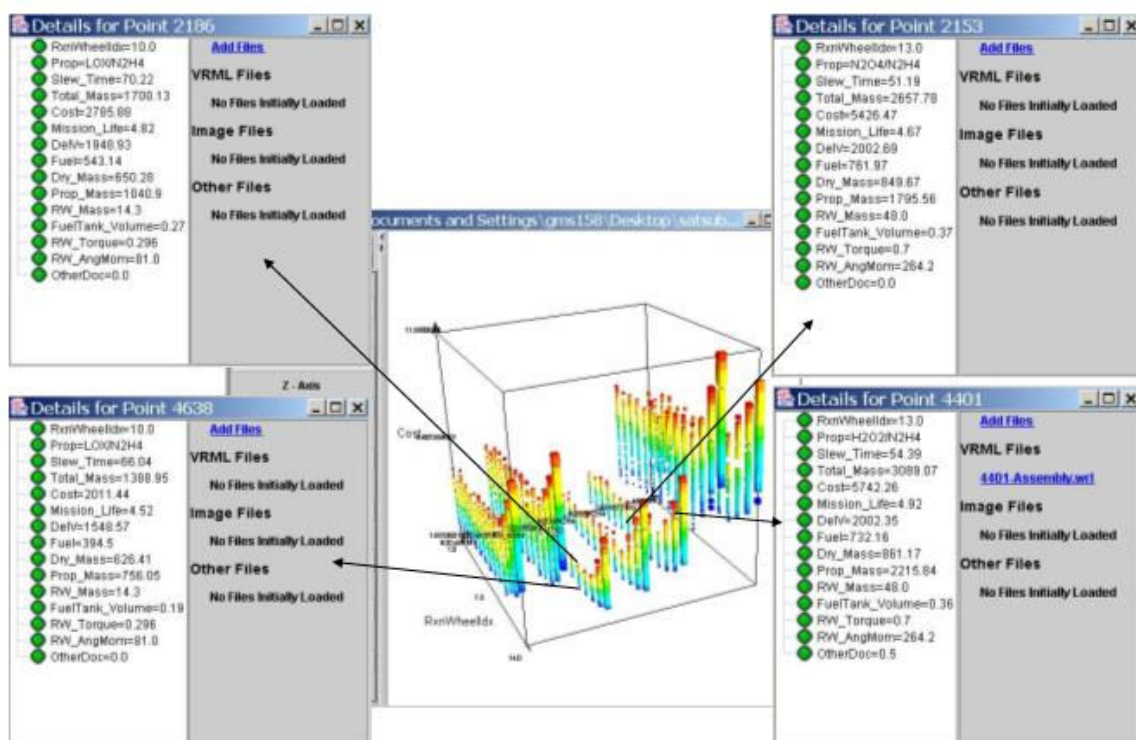 Details for Point 2186
RxnWheelIdx=10.0
Prop=LOX/N2H4
Slew_Time=70.22
Total_Mass=1700.13
Cost=2785.88
Mission_Life=4.82
DelV=1948.93
Fuel=543.14
Dry_Mass=650.28
Prop_Mass=1040.9
RW_Mass=14.3
FuelTank_Volume=0.27
RW_Torque=0.296
RW_AngMom=81.0
OtherDoc=0.0
Add Files
VRML Files
No Files Initially Loaded
Image Files
No Files Initially Loaded
Other Files
No Files Initially Loaded
Details for Point 2153
RxnWheelIdx=13.0
Prop=N2O4/N2H4
Slew_Time=51.19
Total_Mass=2657.78
Cost=5426.47
Mission_Life=4.67
DelV=2002.69
Fuel=761.97
Dry_Mass=849.67
Prop_Mass=1795.56
RW_Mass=48.0
FuelTank_Volume=0.37
RW_Torque=0.7
RW_AngMom=264.2
OtherDoc=0.0
Add Files
VRML Files
No Files Initially Loaded
Image Files
No Files Initially Loaded
Other Files
No Files Initially Loaded
ocuments and Settings\gms158\Desktop\satsub...
Z - Axis
Cost
RxnWheelIdx
7.0
14.0
Details for Point 4638
RxnWheelIdx=10.0
Prop=LOX/N2H4
Slew_Time=66.04
Total_Mass=1388.95
Cost=2011.44
Mission_Life=4.52
DelV=1548.57
Fuel=394.5
Dry_Mass=626.41
Prop_Mass=756.05
RW_Mass=14.3
FuelTank_Volume=0.19
RW_Torque=0.296
RW_AngMom=81.0
OtherDoc=0.0
Add Files
VRML Files
No Files Initially Loaded
Image Files
No Files Initially Loaded
Other Files
No Files Initially Loaded
Details for Point 4401
RxnWheelIdx=13.0
Prop=H2O2/N2H4
Slew_Time=54.39
Total_Mass=3089.07
Cost=5742.26
Mission_Life=4.92
DelV=2002.35
Fuel=732.16
Dry_Mass=861.17
Prop_Mass=2215.84
RW_Mass=48.0
FuelTank_Volume=0.36
RW_Torque=0.7
RW_AngMom=264.2
OtherDoc=0.5
Add Files
VRML Files
4401-Assembly.wrl
Image Files
No Files Initially Loaded
Other Files
No Files Initially Loaded